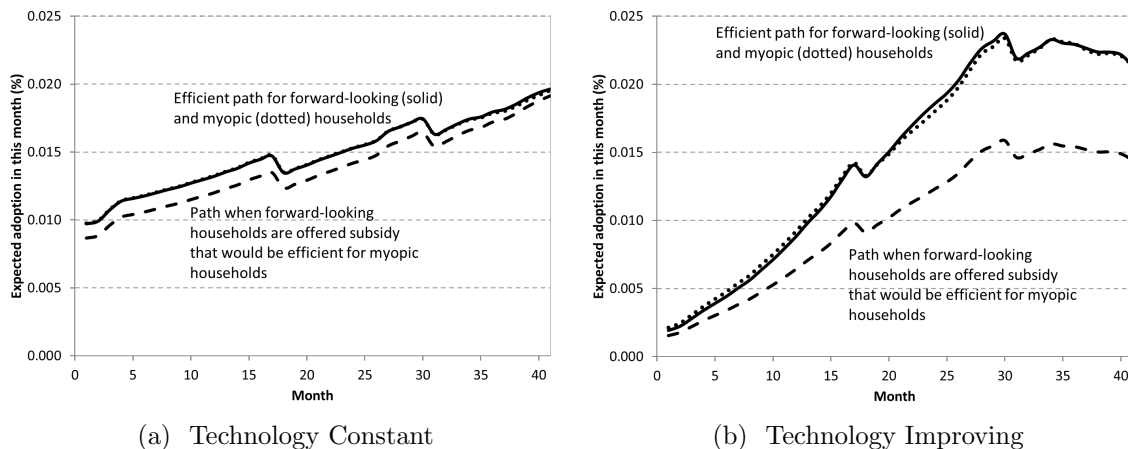 0.025
0.020
0.015
0.010
0.005
0.000
Expected adoption in this month (%)
Efficient path for forward-looking (solid)
and myopic (dotted) households
Path when forward-looking
households are offered subsidy
that would be efficient for myopic
households
0 5 10 15 20 25 30 35 40
Month
(a) Technology Constant
0.025
0.020
0.015
0.010
0.005
0.000
Expected adoption in this month (%)
Efficient path for forward-looking (solid)
and myopic (dotted) households
Path when forward-looking
households are offered subsidy
that would be efficient for myopic
households
0 5 10 15 20 25 30 35 40
Month
(b) Technology Improving